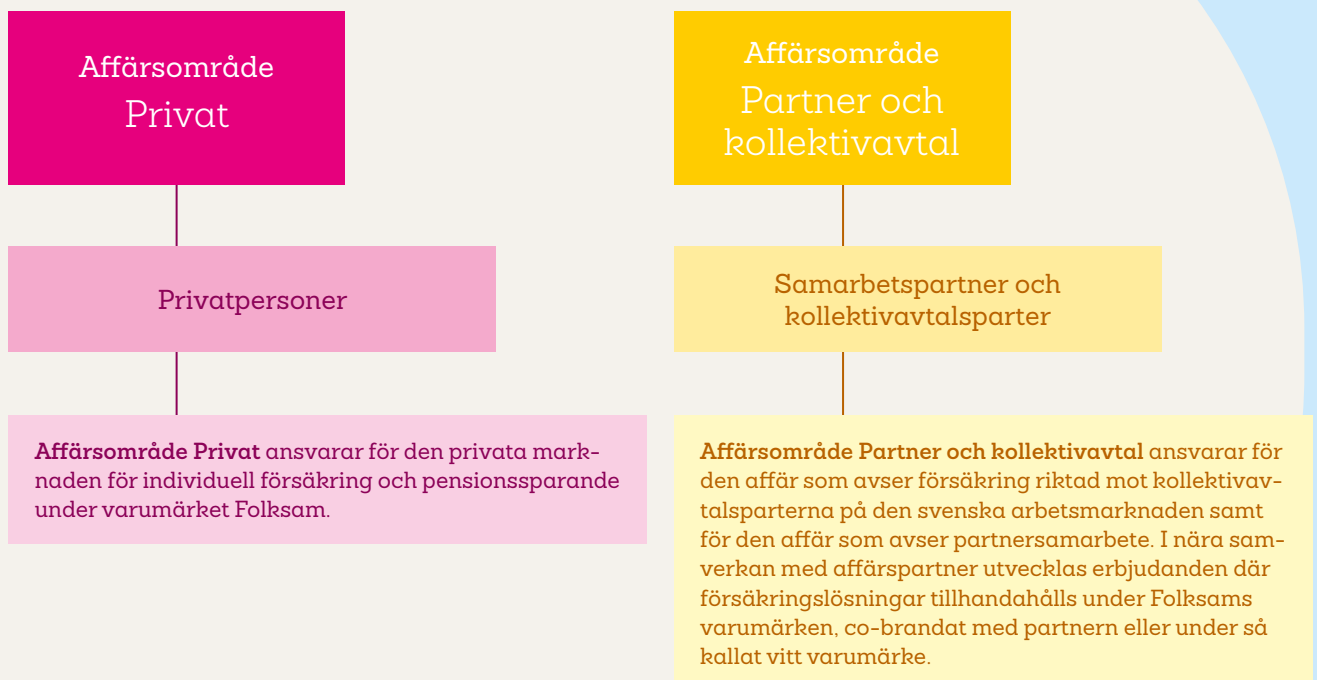 Affärsområde
Privat
Privatpersoner
Affärsområde Privat ansvarar för den privata mark-
naden för individuell försäkring och pensionssparande
under varumärket Folksam.
Affärsområde
Partner och
kollektivavtal
Samarbetspartner och
kollektivavtalsparter
Affärsområde Partner och kollektivavtal ansvarar för
den affär som avser försäkring riktad mot kollektivav-
talsparterna på den svenska arbetsmarknaden samt
för den affär som avser partnersamarbete. I nära sam-
verkan med affärspartner utvecklas erbjudanden där
försäkringslösningar tillhandahålls under Folksams
varumärken, co-brandat med partnern eller under så
kallat vitt varumärke.